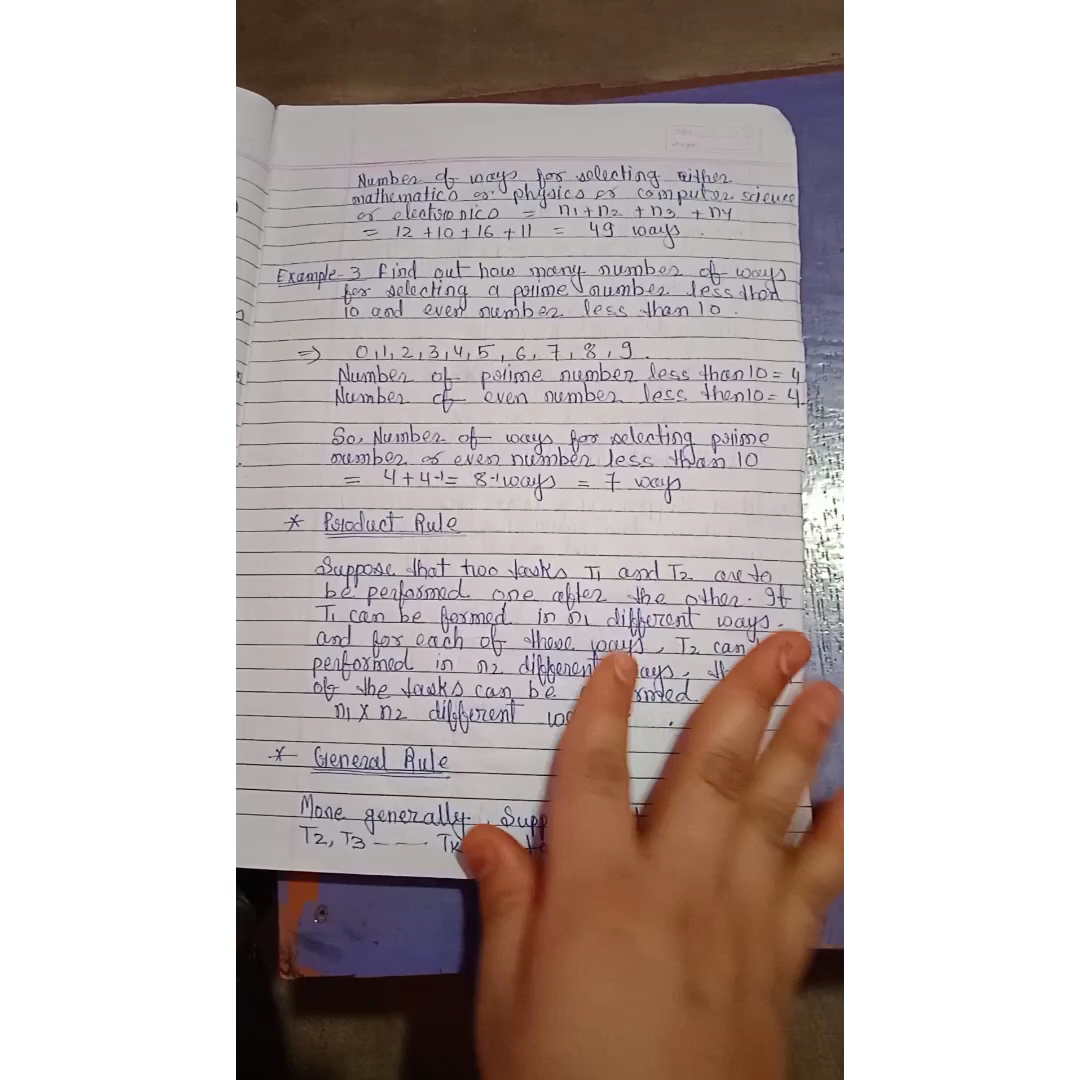 Number of ways for selecting either
mathematics or physics or computer science
or electronics = n1+n2 +n3 +n4
= 12 +10 +16 +11 = 49 ways.
Example-3 Find out how many number of ways
for selecting a prime number less than
10 and even number less than 10.
⇒ 0,1,2,3,4,5,6,7,8,9.
Number of prime number less than 10 = 4
Number of even number less then 10 = 4.
So, Number of ways for selecting prime
number or even number less than 10
= 4+4-1= 8-1 ways = 7 ways
* Product Rule
Suppose that two tasks T1 and T2 are to
be performed one after the other. If
T1 can be formed in n1 different ways.
and for each of these ways, T2 can
performed in n2 different ways.
of the tasks can be
n1 x n2 different
* General Rule
More generally.
T2, T3 ---- TK